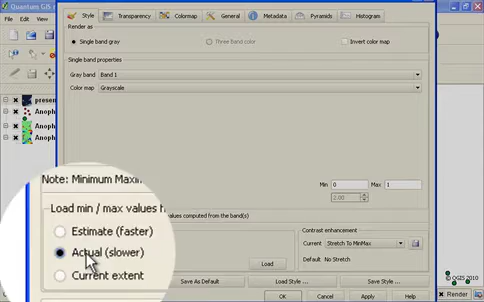 Quantum GIS
Style Transparency Colormap General Metadata Pyramids Histogram
Render as
Single band gray Three band color Invert color map
Single band properties
Gray band Band 1
Color map Grayscale
presen
Anoph
Anoph
Anoph
Note: Minimum Maxim
Min 0 Max 1
2.00
Load min / max values
values computed from the band(s)
Estimate (faster)
Actual (slower)
Current extent
Load
Contrast enhancement
Current Stretch To MinMax
Default No Stretch
Save As Default Load Style ... Save Style ...
OK Cancel Apply Help
©QGIS 2010
Render